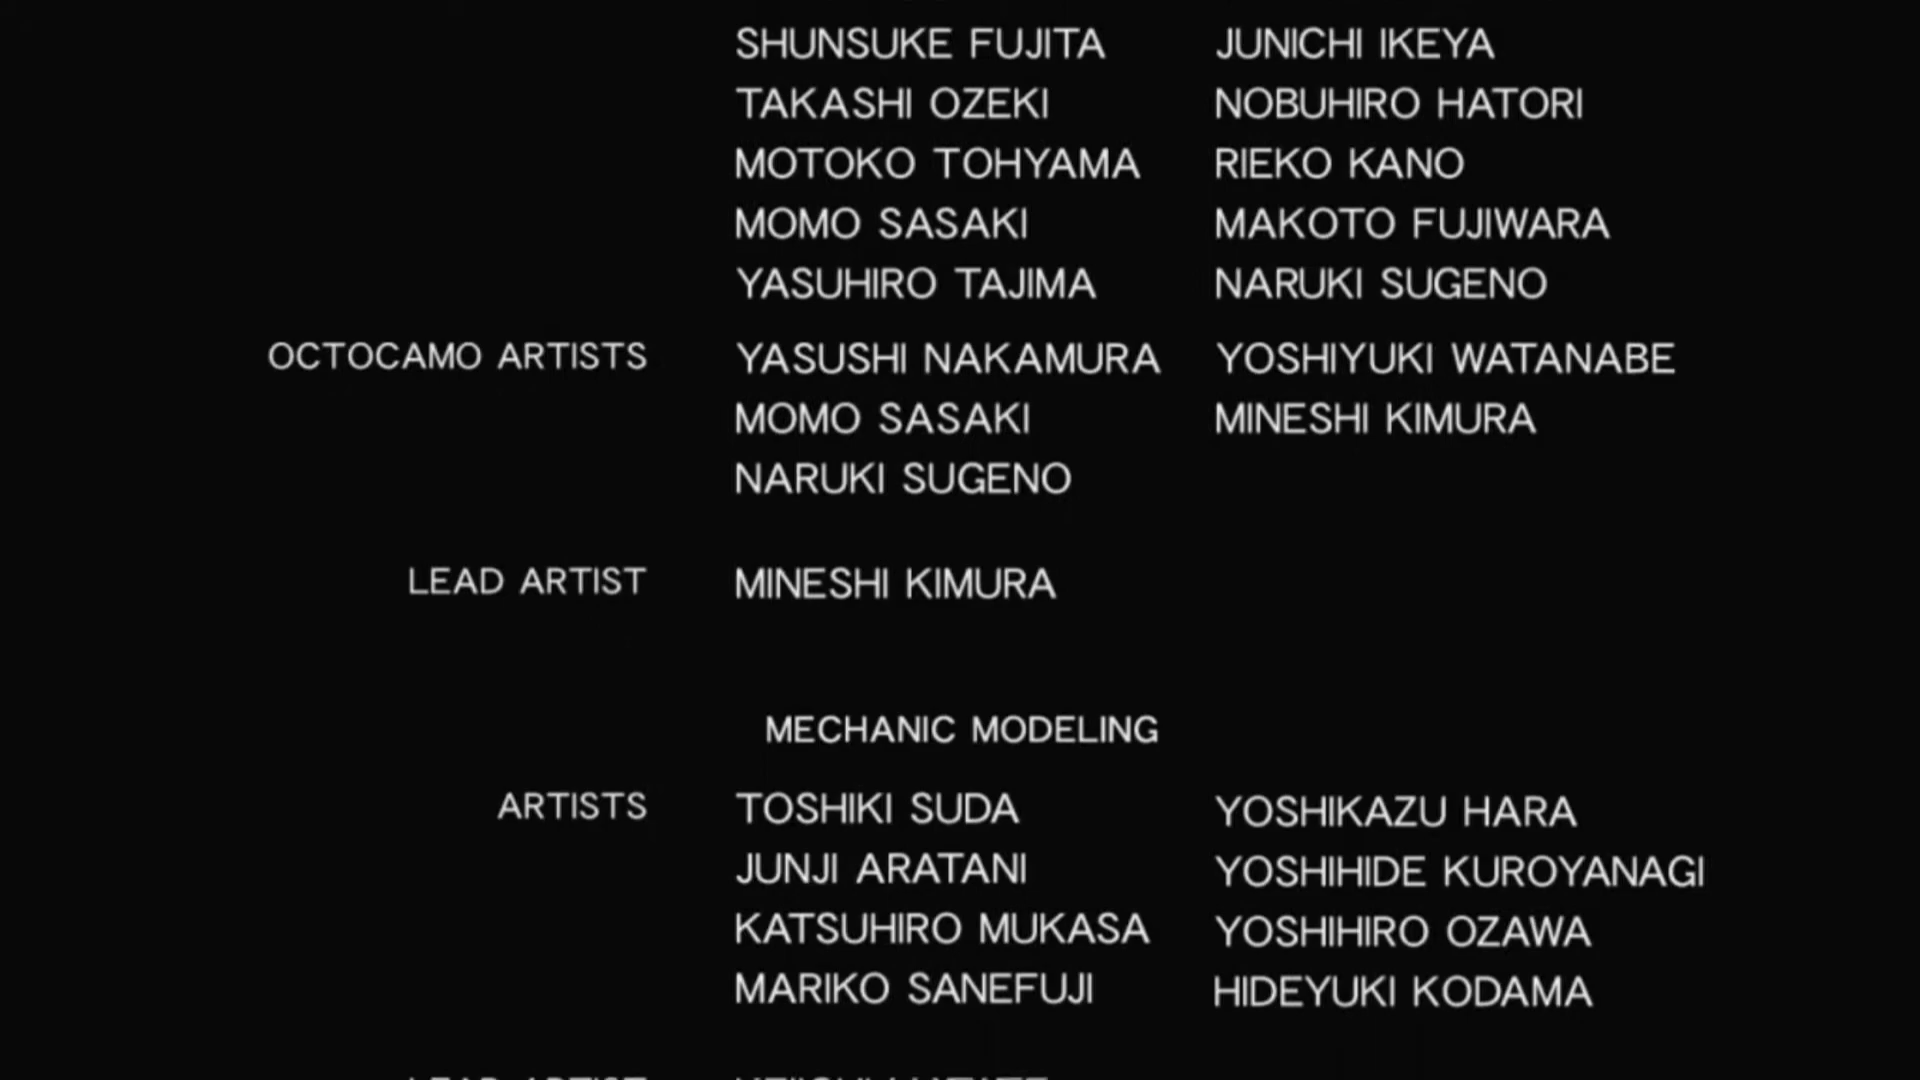 SHUNSUKE FUJITA JUNICHI IKEYA
TAKASHI OZEKI NOBUHIRO HATORI
MOTOKO TOHYAMA RIEKO KANO
MOMO SASAKI MAKOTO FUJIWARA
YASUHIRO TAJIMA NARUKI SUGENO
OCTOCAMO ARTISTS YASUSHI NAKAMURA YOSHIYUKI WATANABE
MOMO SASAKI MINESHI KIMURA
NARUKI SUGENO
LEAD ARTIST MINESHI KIMURA
MECHANIC MODELING
ARTISTS TOSHIKI SUDA YOSHIKAZU HARA
JUNJI ARATANI YOSHIHIDE KUROYANAGI
KATSUHIRO MUKASA YOSHIHIRO OZAWA
MARIKO SANEFUJI HIDEYUKI KODAMA
LEAD ARTIST